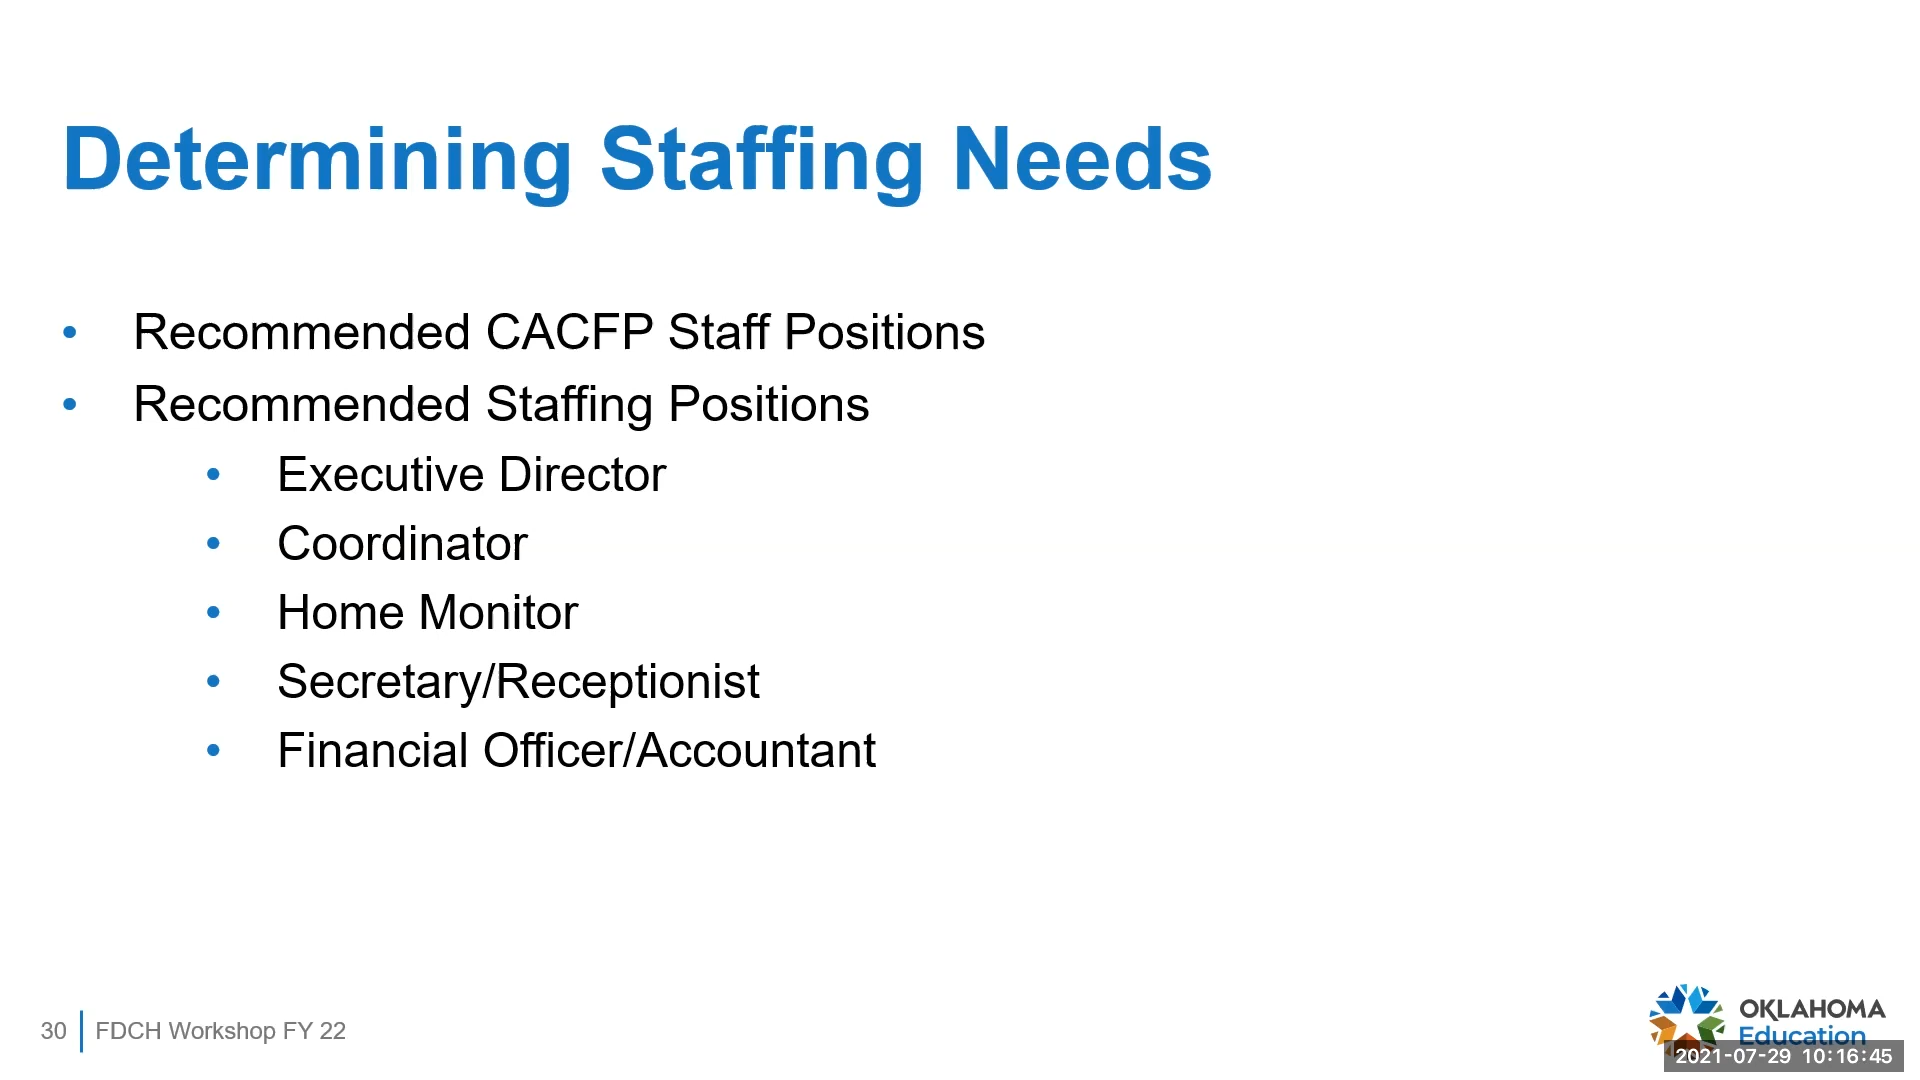 Determining Staffing Needs
• Recommended CACFP Staff Positions
• Recommended Staffing Positions
• Executive Director
• Coordinator
• Home Monitor
• Secretary/Receptionist
• Financial Officer/Accountant
30 FDCH Workshop FY 22
OKLAHOMA
Education
2021-07-29 10:16:45